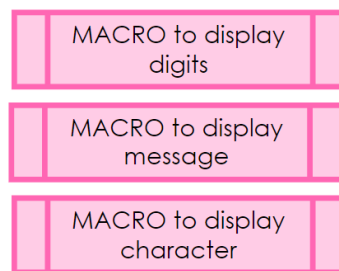 MACRO to display
digits
MACRO to display
message
MACRO to display
character